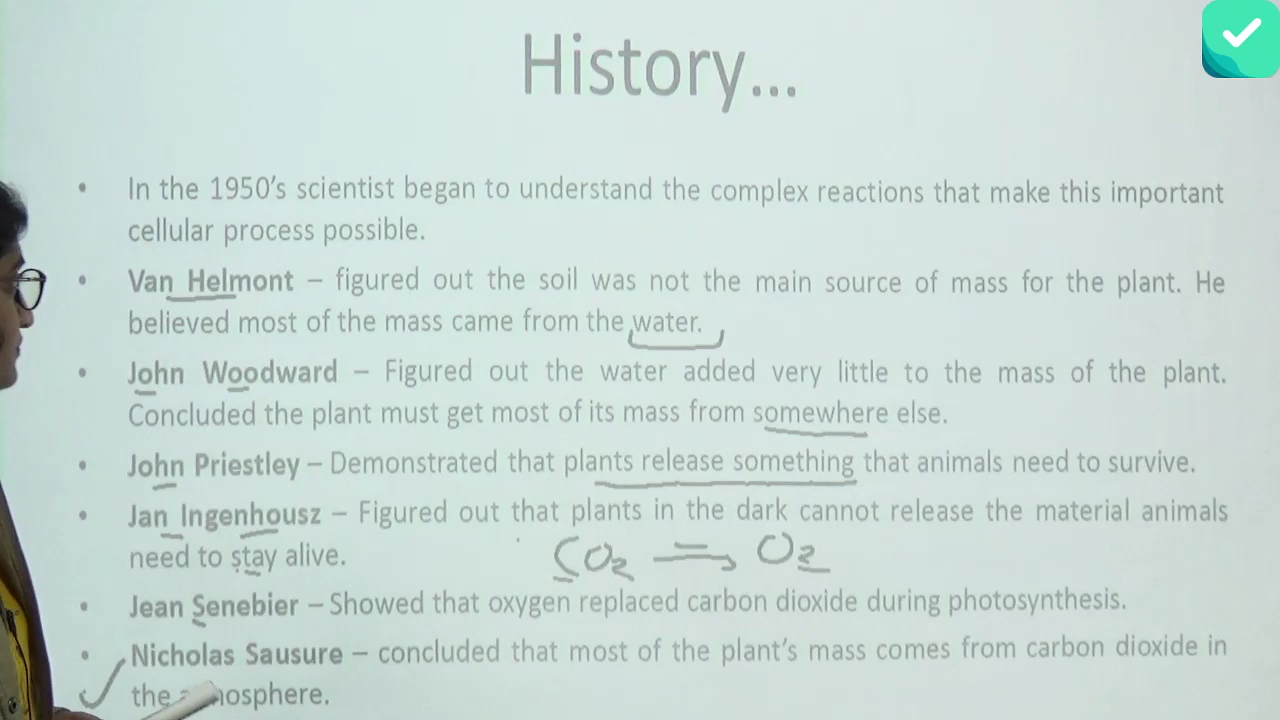 History...
• In the 1950's scientist began to understand the complex reactions that make this important
cellular process possible.
• Van Helmont – figured out the soil was not the main source of mass for the plant. He
believed most of the mass came from the water.
• John Woodward – Figured out the water added very little to the mass of the plant.
Concluded the plant must get most of its mass from somewhere else.
• John Priestley – Demonstrated that plants release something that animals need to survive.
• Jan Ingenhousz – Figured out that plants in the dark cannot release the material animals
need to stay alive.
CO₂ → O₂
• Jean Senebier – Showed that oxygen replaced carbon dioxide during photosynthesis.
• Nicholas Sausure – concluded that most of the plant's mass comes from carbon dioxide in
the